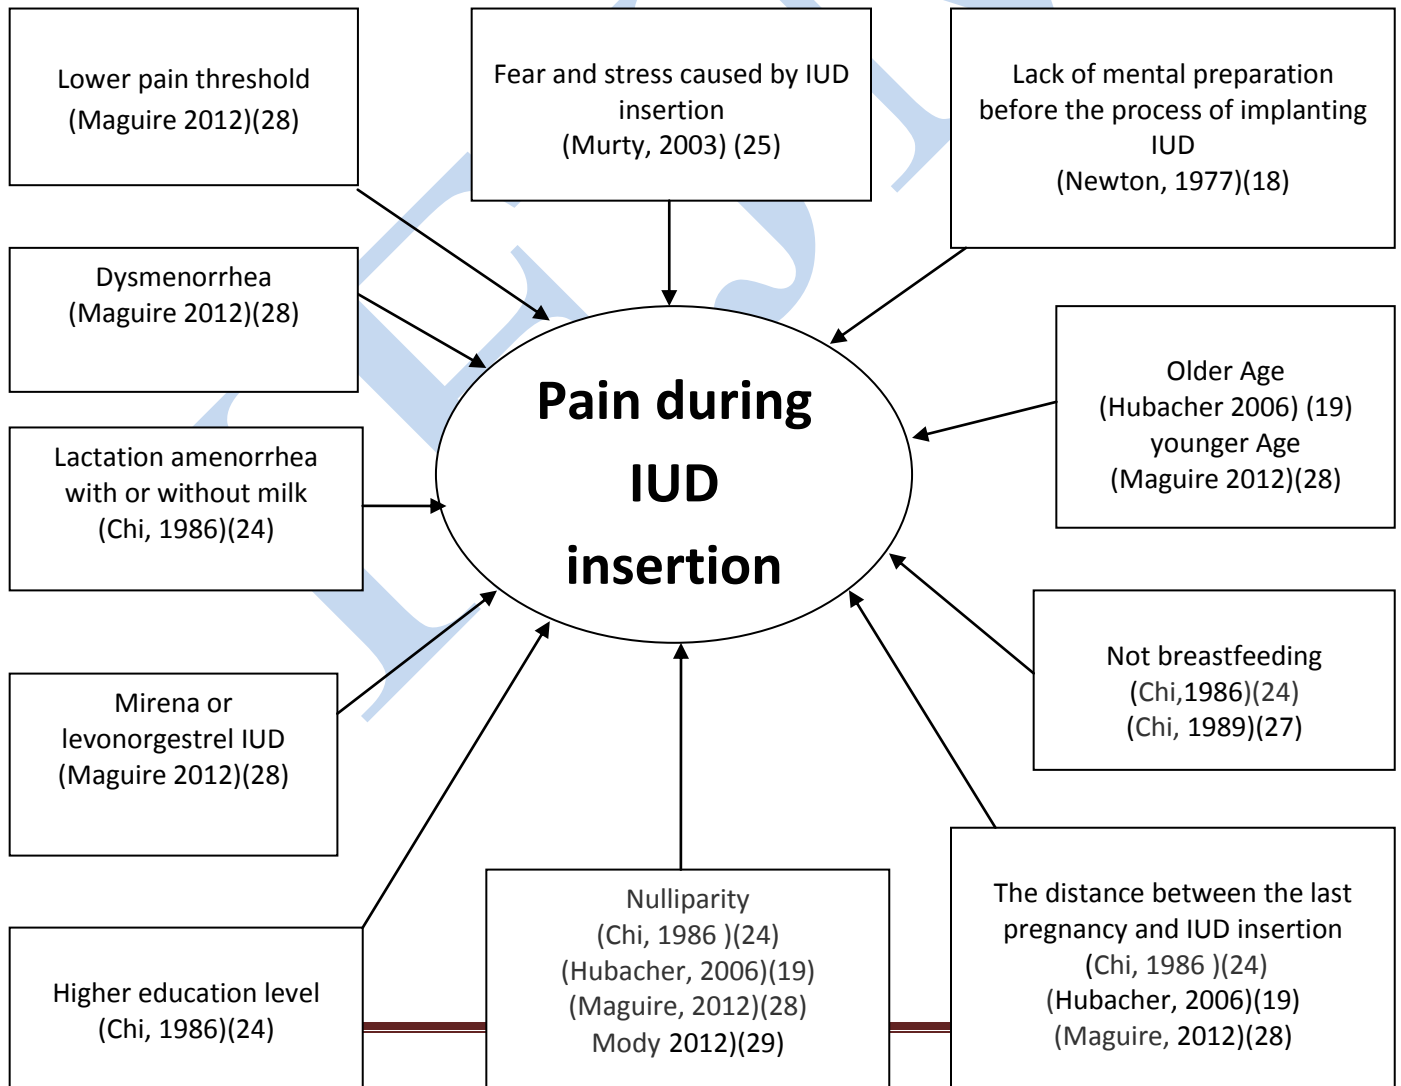 Lower pain threshold
(Maguire 2012)(28)
Fear and stress caused by IUD
insertion
(Murty, 2003) (25)
Lack of mental preparation
before the process of implanting
IUD
(Newton, 1977)(18)
Dysmenorrhea
(Maguire 2012)(28)
Older Age
(Hubacher 2006) (19)
younger Age
(Maguire 2012)(28)
Pain during
IUD
insertion
Lactation amenorrhea
with or without milk
(Chi, 1986)(24)
Not breastfeeding
(Chi,1986)(24)
(Chi, 1989)(27)
Mirena or
levonorgestrel IUD
(Maguire 2012)(28)
Higher education level
(Chi, 1986)(24)
Nulliparity
(Chi, 1986 )(24)
(Hubacher, 2006)(19)
(Maguire, 2012)(28)
Mody 2012)(29)
The distance between the last
pregnancy and IUD insertion
(Chi, 1986 )(24)
(Hubacher, 2006)(19)
(Maguire, 2012)(28)